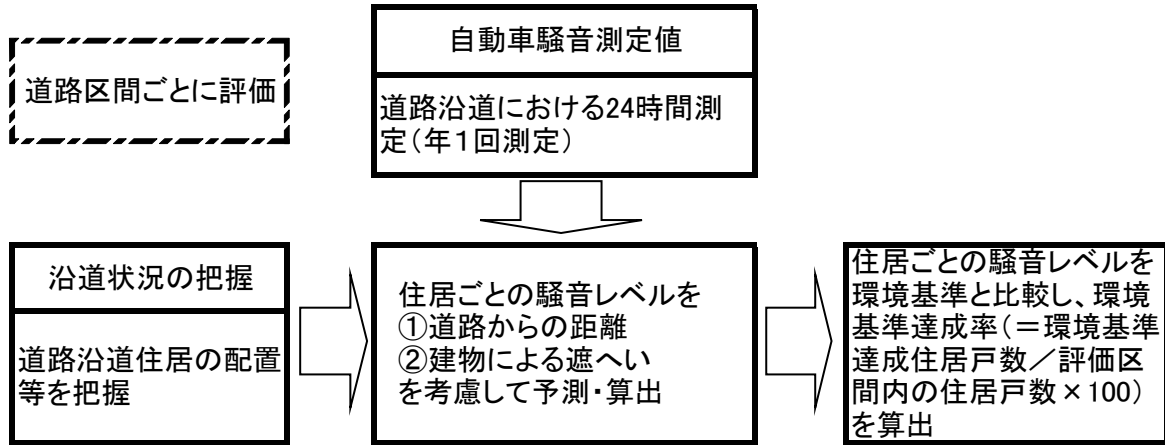 道路区間ごとに評価
自動車騒音測定値
道路沿道における24時間測
定(年１回測定)
沿道状況の把握
道路沿道住居の配置
等を把握
住居ごとの騒音レベルを
①道路からの距離
②建物による遮へい
を考慮して予測・算出
住居ごとの騒音レベルを
環境基準と比較し、環境
基準達成率(＝環境基準
達成住居戸数／評価区
間内の住居戸数×100)
を算出